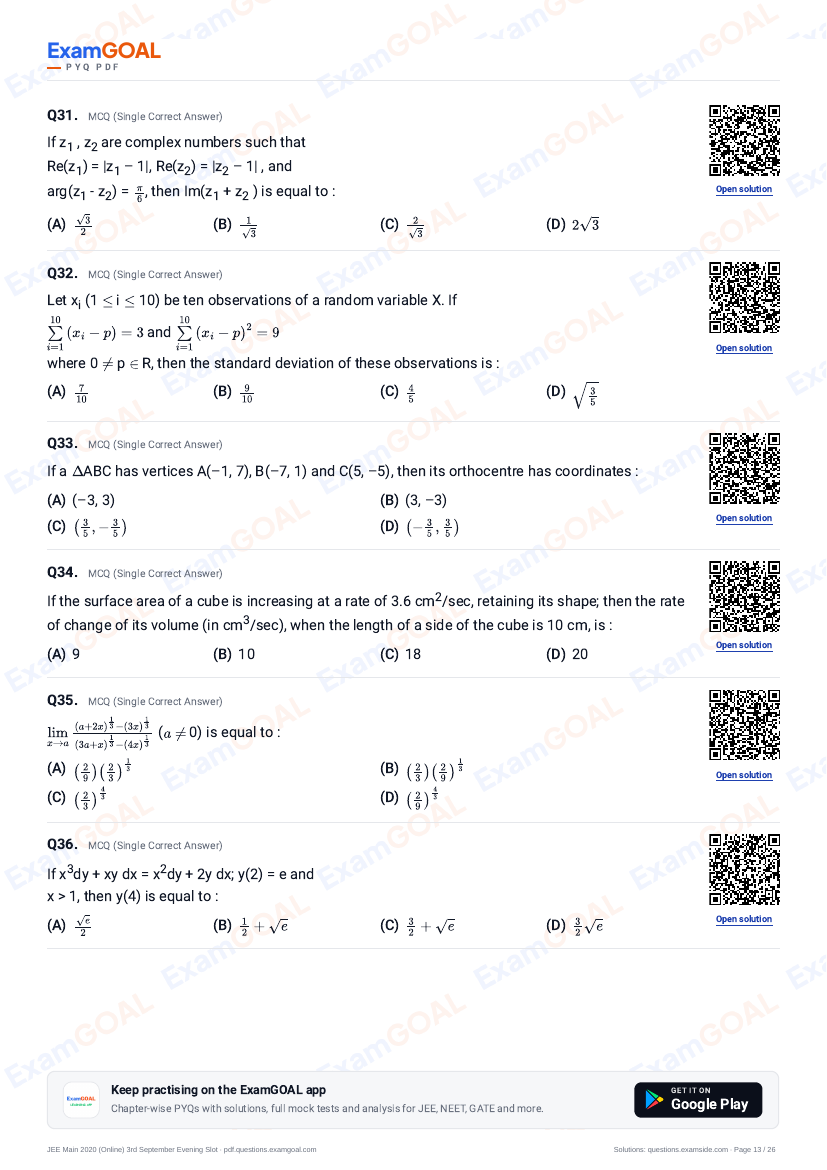 ExamGOAL
PYQ PDF
Q31. MCQ (Single Correct Answer)
If z₁ , z₂ are complex numbers such that
Re(z₁) = |z₁ − 1|, Re(z₂) = |z₂ − 1| , and
arg(z₁ - z₂) = π/6, then Im(z₁ + z₂ ) is equal to :
(A) √3/2 (B) 1/√3 (C) 2/√3 (D) 2√3
Open solution
Q32. MCQ (Single Correct Answer)
Let xᵢ (1 ≤ i ≤ 10) be ten observations of a random variable X. If
∑_{i=1}^{10} (xᵢ − p) = 3 and ∑_{i=1}^{10} (xᵢ − p)² = 9
where 0 ≠ p ∈ R, then the standard deviation of these observations is :
(A) 7/10 (B) 9/10 (C) 4/5 (D) √(3/5)
Open solution
Q33. MCQ (Single Correct Answer)
If a ΔABC has vertices A(−1, 7), B(−7, 1) and C(5, −5), then its orthocentre has coordinates :
(A) (−3, 3) (B) (3, −3)
(C) (3/5, −3/5) (D) (−3/5, 3/5)
Open solution
Q34. MCQ (Single Correct Answer)
If the surface area of a cube is increasing at a rate of 3.6 cm²/sec, retaining its shape; then the rate
of change of its volume (in cm³/sec), when the length of a side of the cube is 10 cm, is :
(A) 9 (B) 10 (C) 18 (D) 20
Open solution
Q35. MCQ (Single Correct Answer)
lim_{x→a} ((a+2x)^{1/3} − (3x)^{1/3})/((3a+x)^{1/3} − (4x)^{1/3}) (a ≠ 0) is equal to :
(A) (2/9)(2/3)^{1/3} (B) (2/3)(2/9)^{1/3}
(C) (2/3)^{4/3} (D) (2/9)^{4/3}
Open solution
Q36. MCQ (Single Correct Answer)
If x³dy + xy dx = x²dy + 2y dx; y(2) = e and
x > 1, then y(4) is equal to :
(A) √e/2 (B) 1/2 + √e (C) 3/2 + √e (D) 3/2 √e
Open solution
Keep practising on the ExamGOAL app
Chapter-wise PYQs with solutions, full mock tests and analysis for JEE, NEET, GATE and more.
GET IT ON
Google Play
JEE Main 2020 (Online) 3rd September Evening Slot · pdf.questions.examgoal.com
Solutions: questions.examside.com · Page 13 / 26